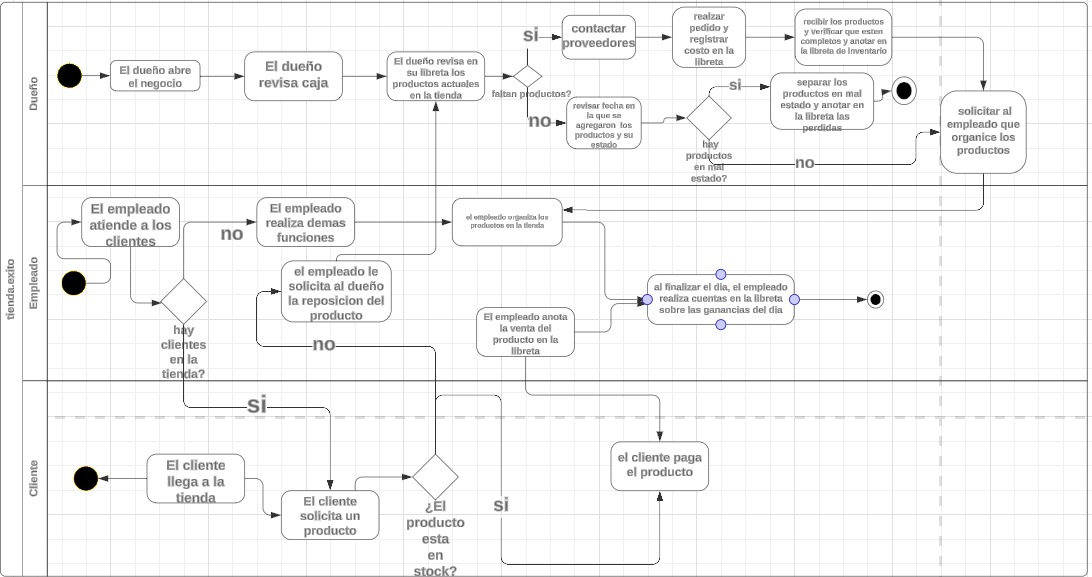 tienda.exito
Dueño
El dueño abre
el negocio
El dueño
revisa caja
El dueño revisa en
su libreta los
productos actuales
en la tienda
faltan productos?
si
contactar
proveedores
realzar
pedido y
registrar
costo en la
libreta
recibir los productos
y verificar que esten
completos y anotar en
la libreta de inventario
no
revisar fecha en
la que se
agregaron los
productos y su
estado
hay
productos
en mal
estado?
si
separar los
productos en mal
estado y anotar en
la libreta las
perdidas
no
solicitar al
empleado que
organice los
productos
Empleado
El empleado
atiende a los
clientes
hay
clientes
en la
tienda?
no
El empleado
realiza demas
funciones
el empleado le
solicita al dueño
la reposicion del
producto
no
el empleado organiza los
productos en la tienda
El empleado anota
la venta del
producto en la
libreta
al finalizar el dia, el empleado
realiza cuentas en la libreta
sobre las ganancias del dia
Cliente
si
El cliente
llega a la
tienda
El cliente
solicita un
producto
¿El
producto
esta
en
stock?
si
el cliente paga
el producto